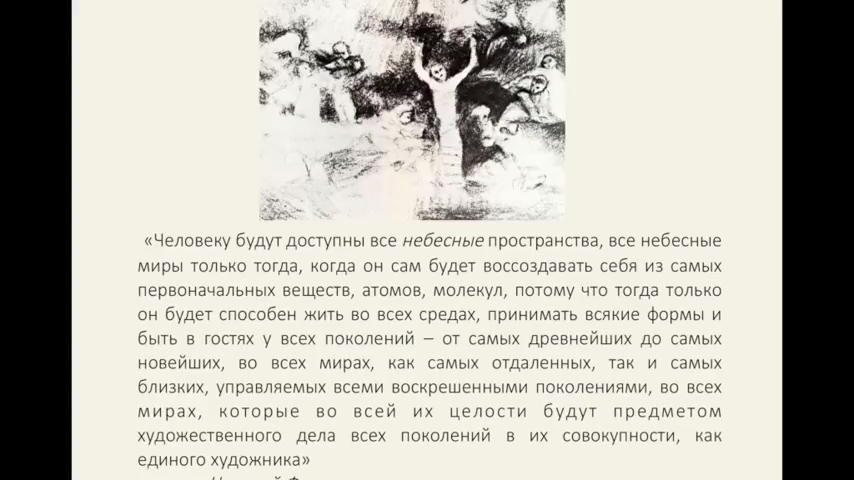 «Человеку будут доступны все небесные пространства, все небесные
миры только тогда, когда он сам будет воссоздавать себя из самых
первоначальных веществ, атомов, молекул, потому что тогда только
он будет способен жить во всех средах, принимать всякие формы и
быть в гостях у всех поколений – от самых древнейших до самых
новейших, во всех мирах, как самых отдаленных, так и самых
близких, управляемых всеми воскрешенными поколениями, во всех
мирах, которые во всей их целости будут предметом
художественного дела всех поколений в их совокупности, как
единого художника»